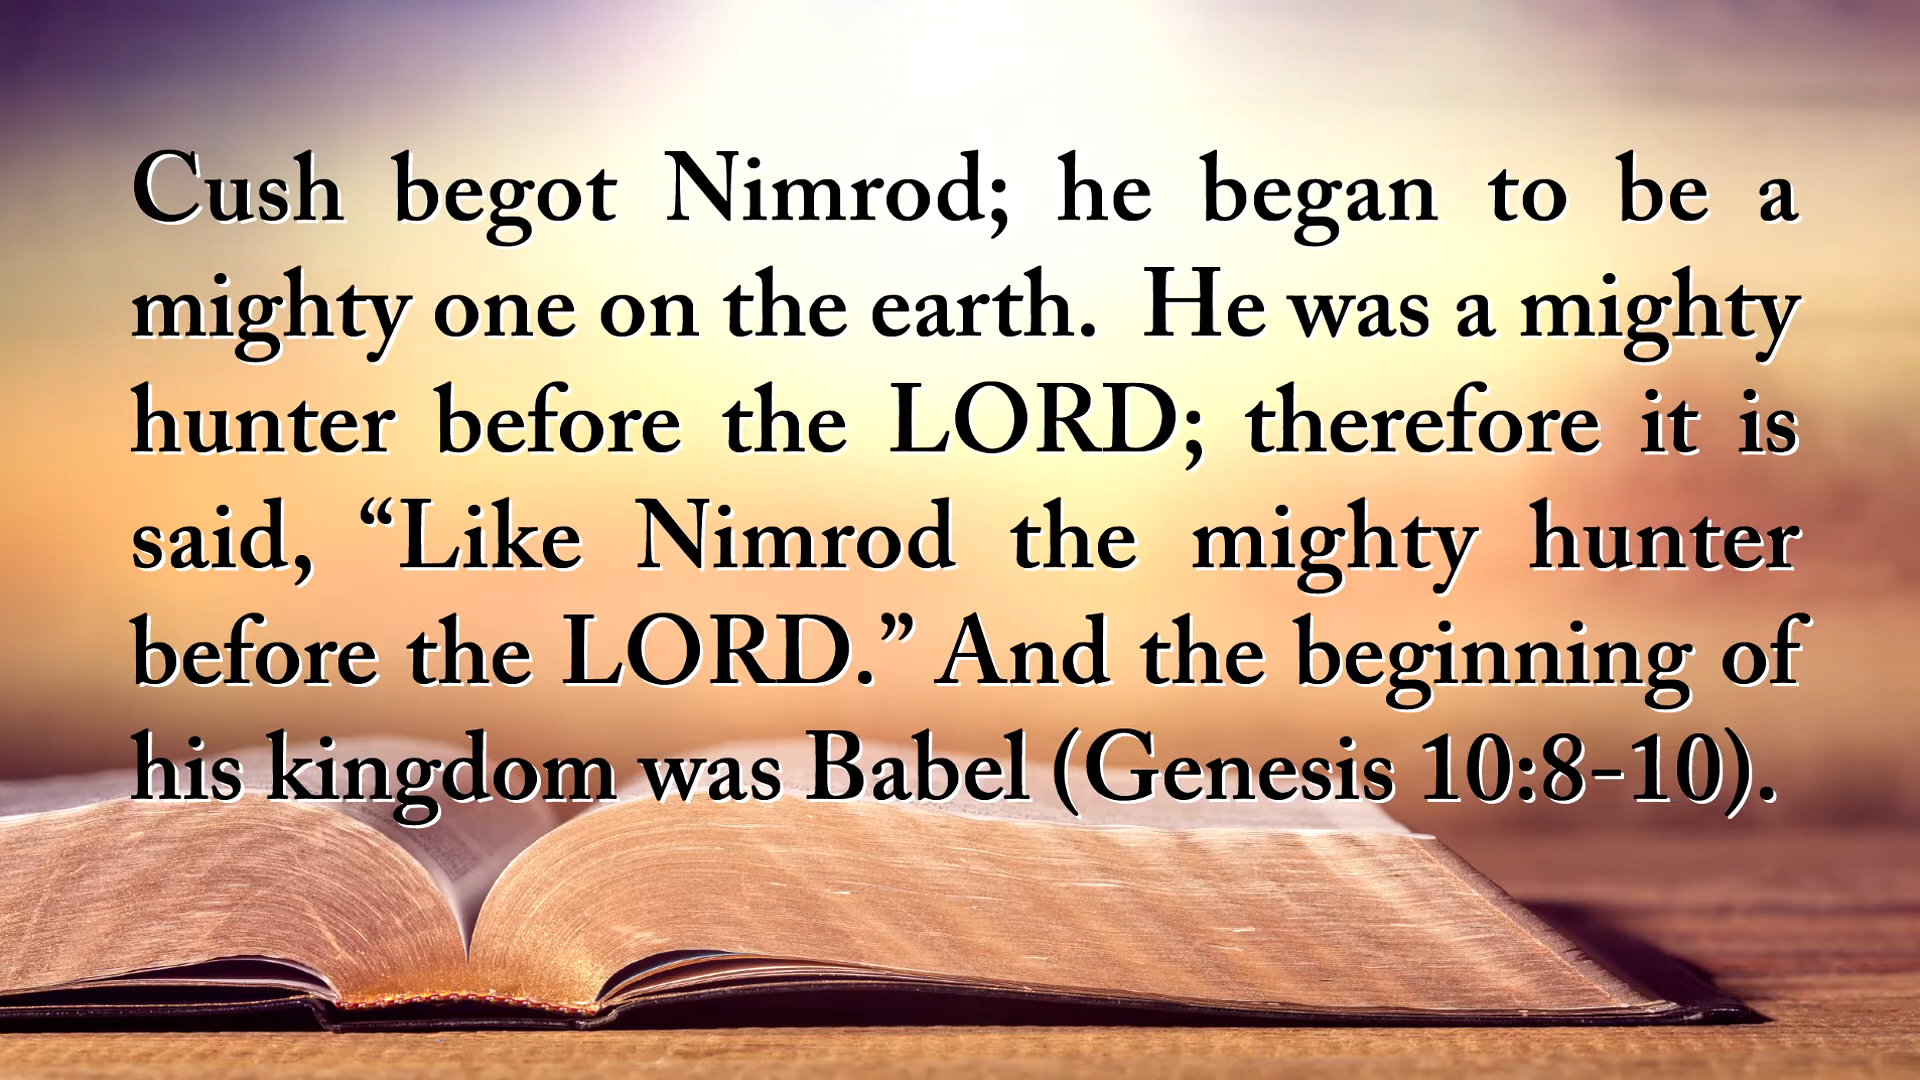 Cush begot Nimrod; he began to be a
mighty one on the earth.  He was a mighty
hunter before the LORD; therefore it is
said, “Like Nimrod the mighty hunter
before the LORD.” And the beginning of
his kingdom was Babel (Genesis 10:8-10).